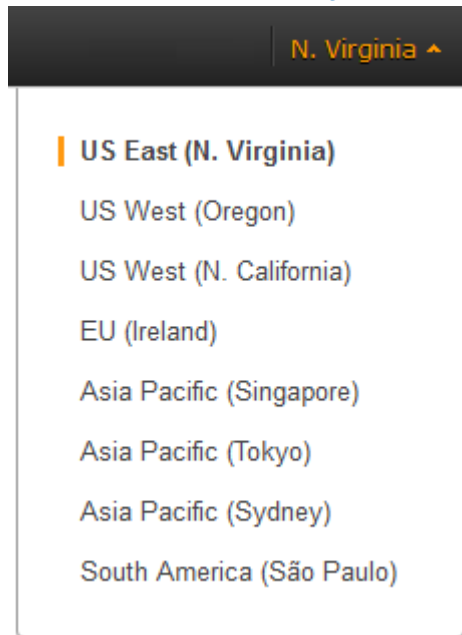 N. Virginia
US East (N. Virginia)
US West (Oregon)
US West (N. California)
EU (Ireland)
Asia Pacific (Singapore)
Asia Pacific (Tokyo)
Asia Pacific (Sydney)
South America (São Paulo)